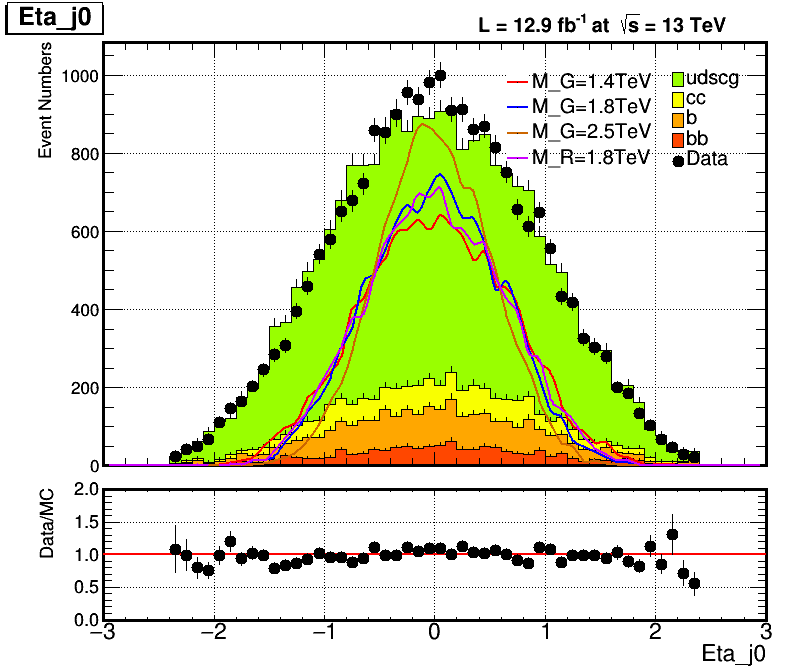 Eta_j0
L = 12.9 fb⁻¹ at √s = 13 TeV
Event Numbers
1000
800
600
400
200
0
M_G=1.4TeV
M_G=1.8TeV
M_G=2.5TeV
M_R=1.8TeV
udscg
cc
b
bb
Data
Data/MC
2.0
1.5
1.0
0.5
0.0
−3 −2 −1 0 1 2 3
Eta_j0